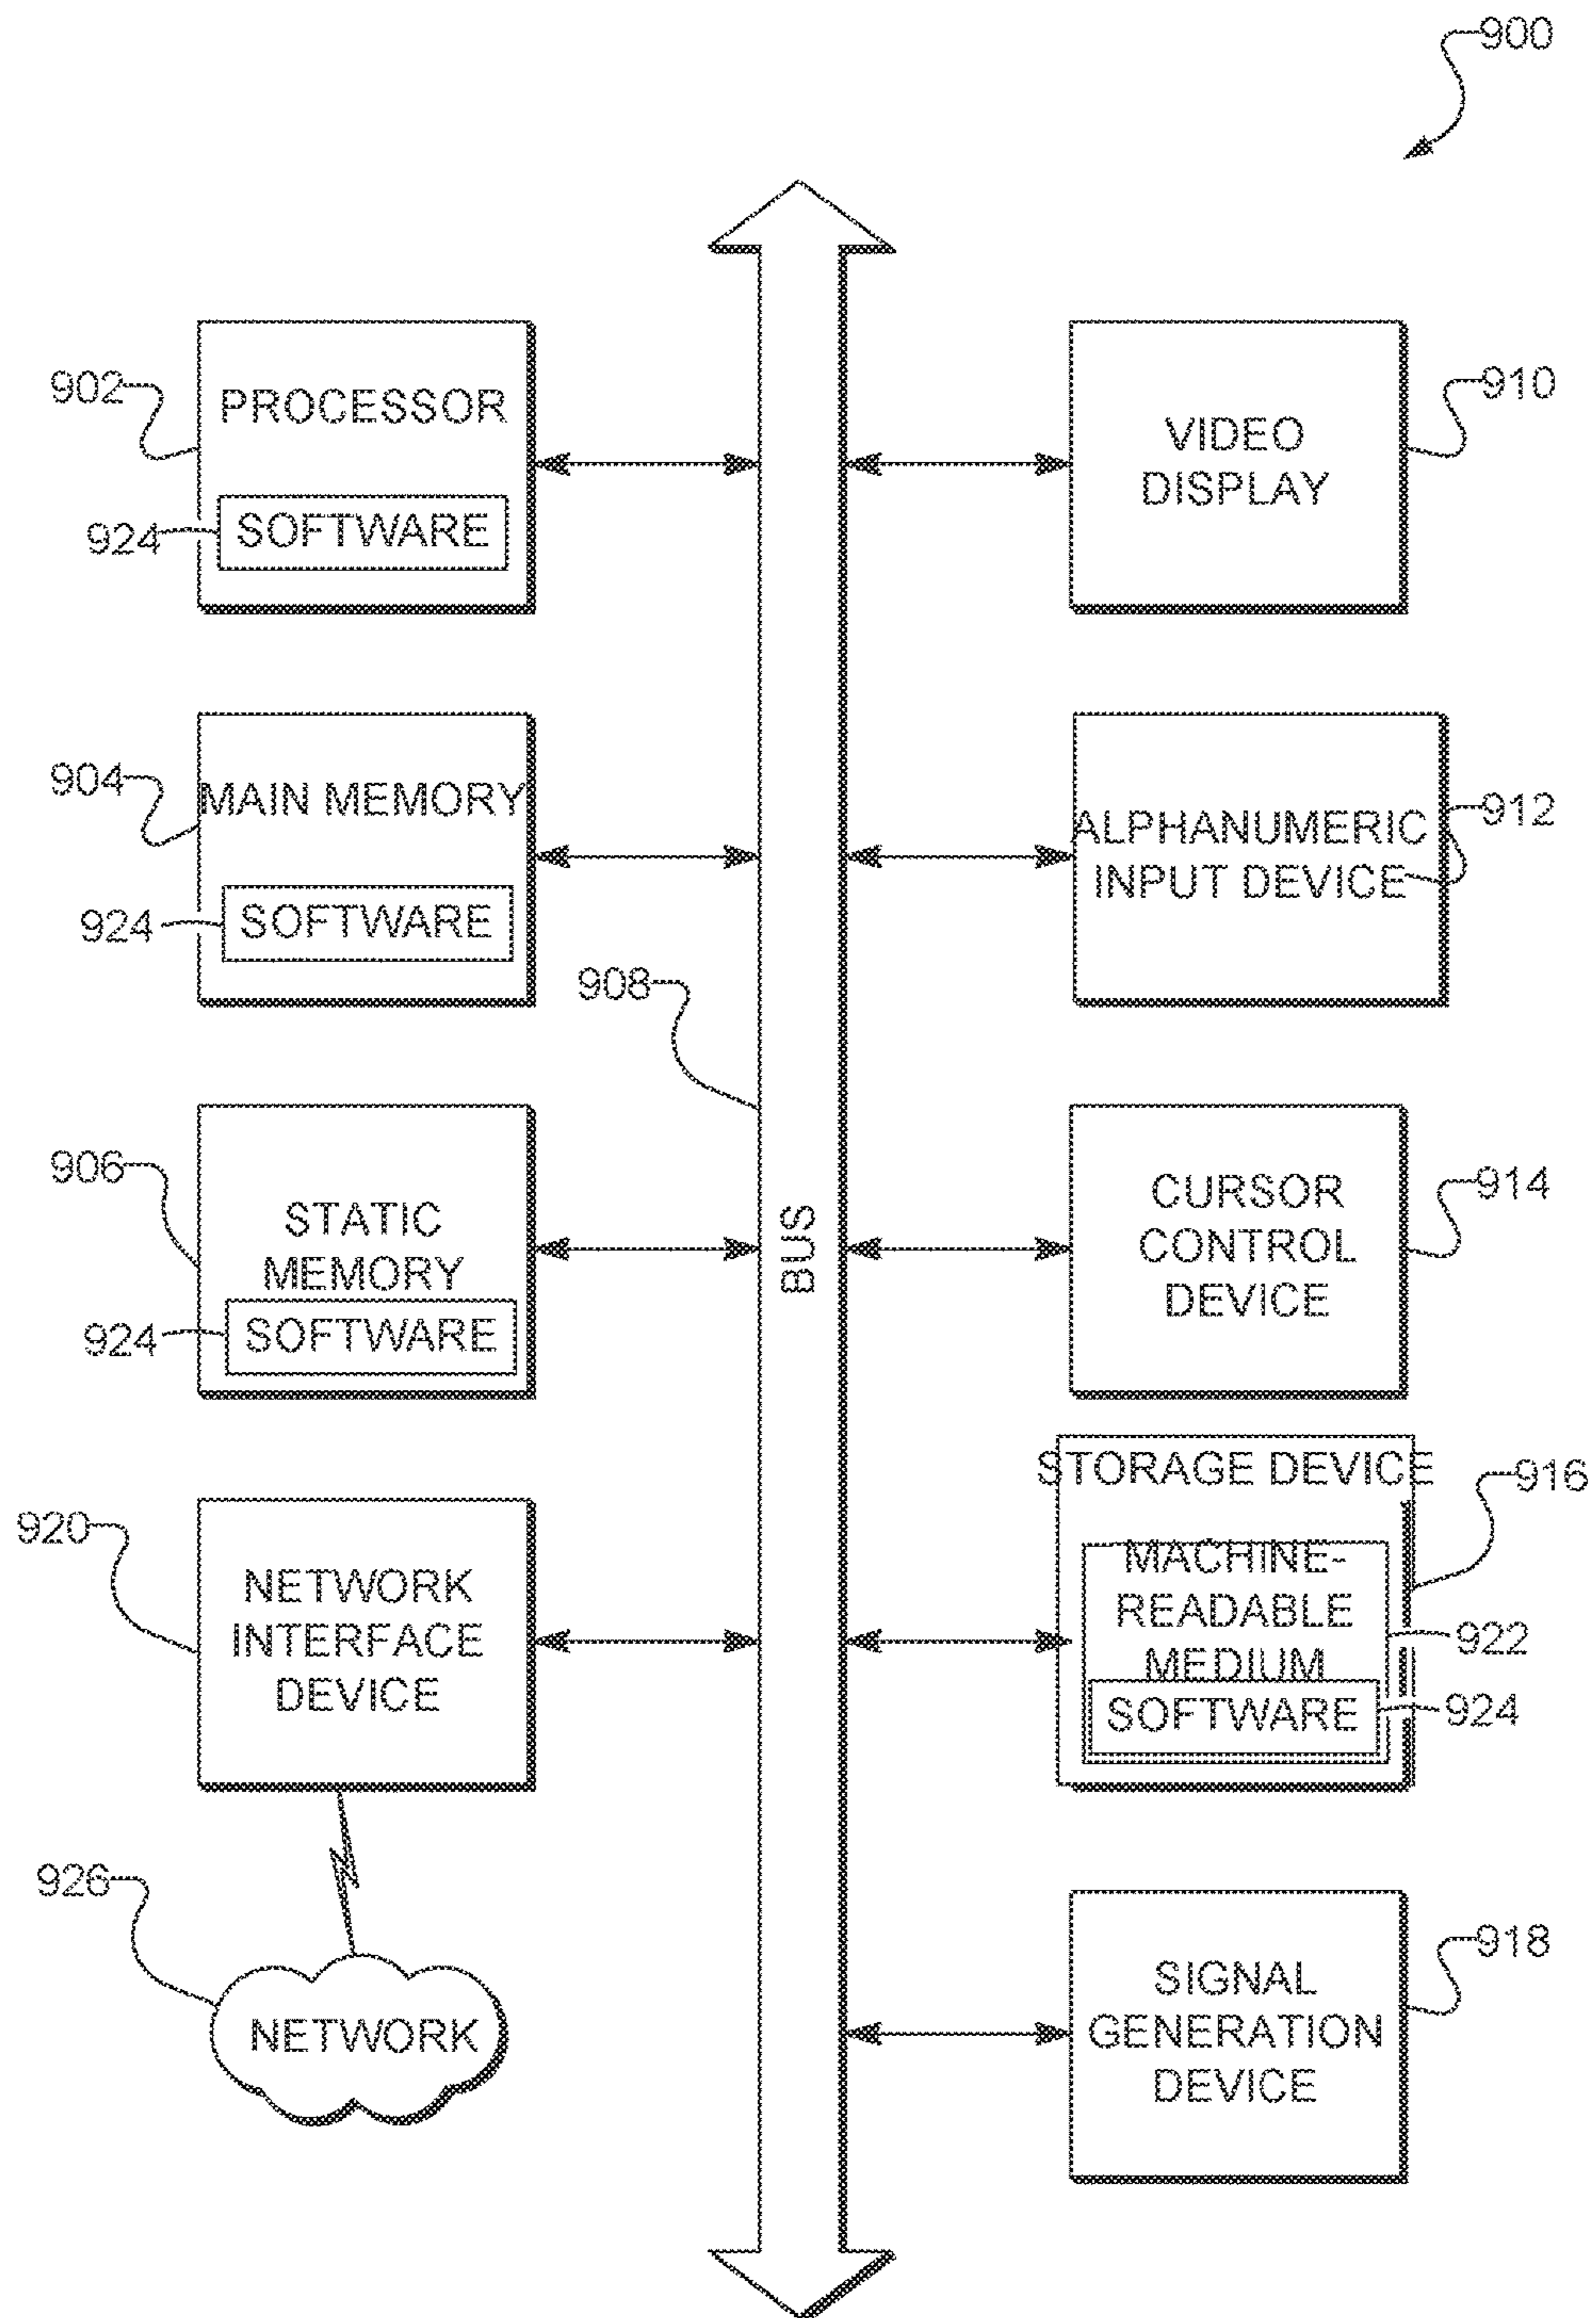 900
902
PROCESSOR
924
SOFTWARE
910
VIDEO
DISPLAY
904
MAIN MEMORY
924
SOFTWARE
912
ALPHANUMERIC
INPUT DEVICE
908
BUS
906
STATIC
MEMORY
924
SOFTWARE
914
CURSOR
CONTROL
DEVICE
920
NETWORK
INTERFACE
DEVICE
STORAGE DEVICE
916
MACHINE-
READABLE
MEDIUM
922
SOFTWARE
924
926
NETWORK
918
SIGNAL
GENERATION
DEVICE